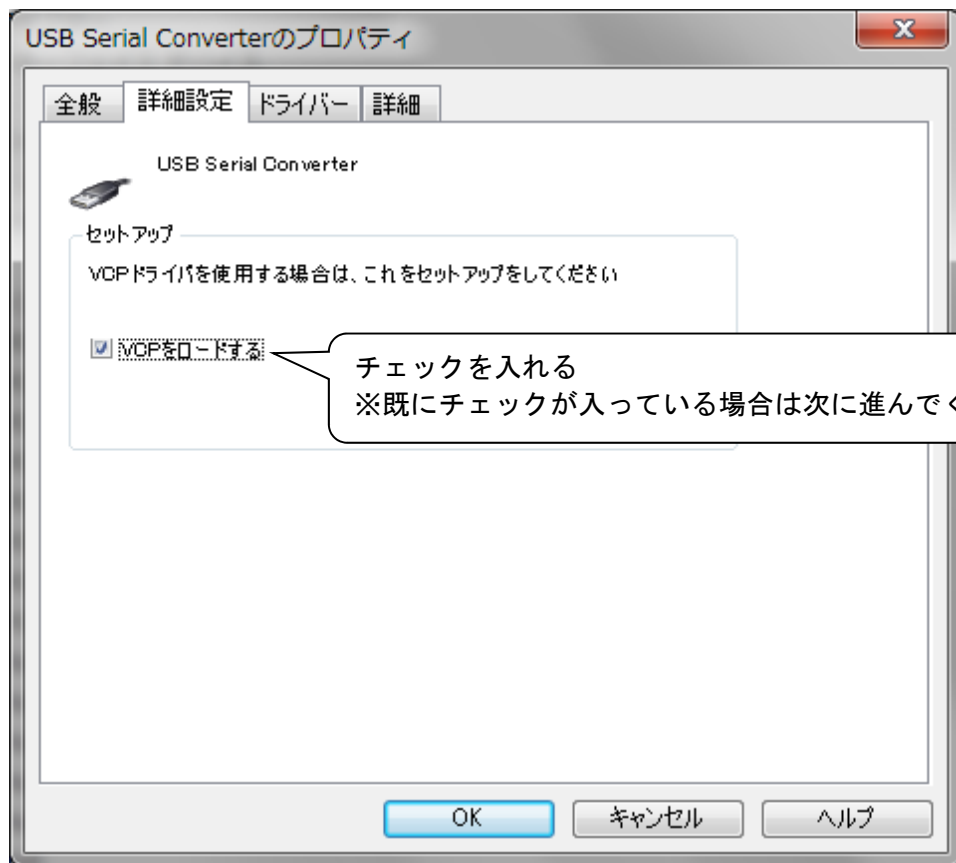 USB Serial Converterのプロパティ
全般 詳細設定 ドライバー 詳細
USB Serial Converter
セットアップ
VCPドライバを使用する場合は、これをセットアップをしてください
VCPをロードする
チェックを入れる
※既にチェックが入っている場合は次に進んでく
OK キャンセル ヘルプ